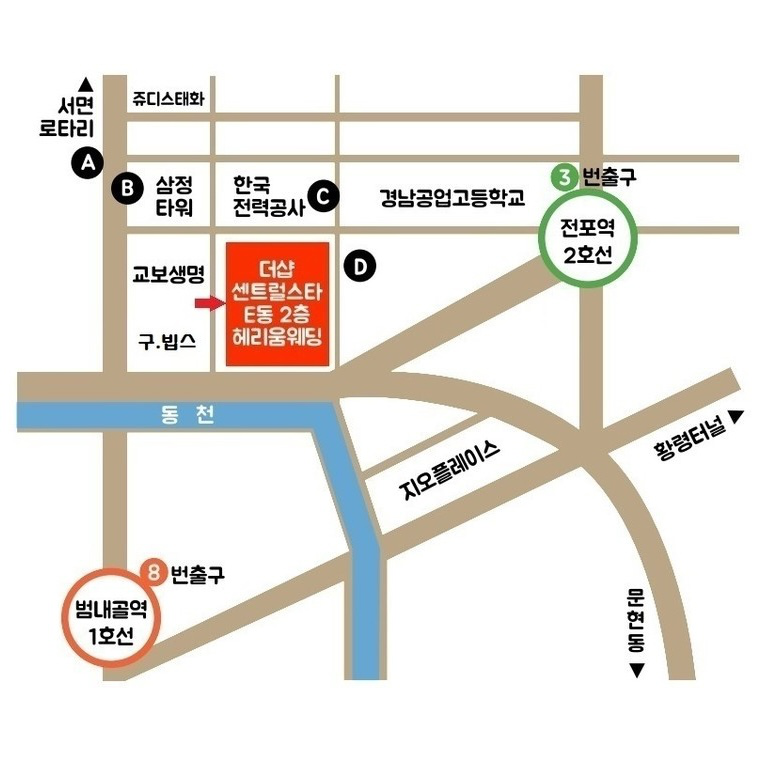 ▲
서면
로타리
쥬디스태화
A
B
삼정
타워
한국
전력공사
C
경남공업고등학교
3 번출구
전포역
2호선
교보생명
더샵
센트럴스타
E동 2층
헤리움웨딩
D
구.빕스
동 천
지오플레이스
황령터널 ▶
8 번출구
범내골역
1호선
문현동
▼